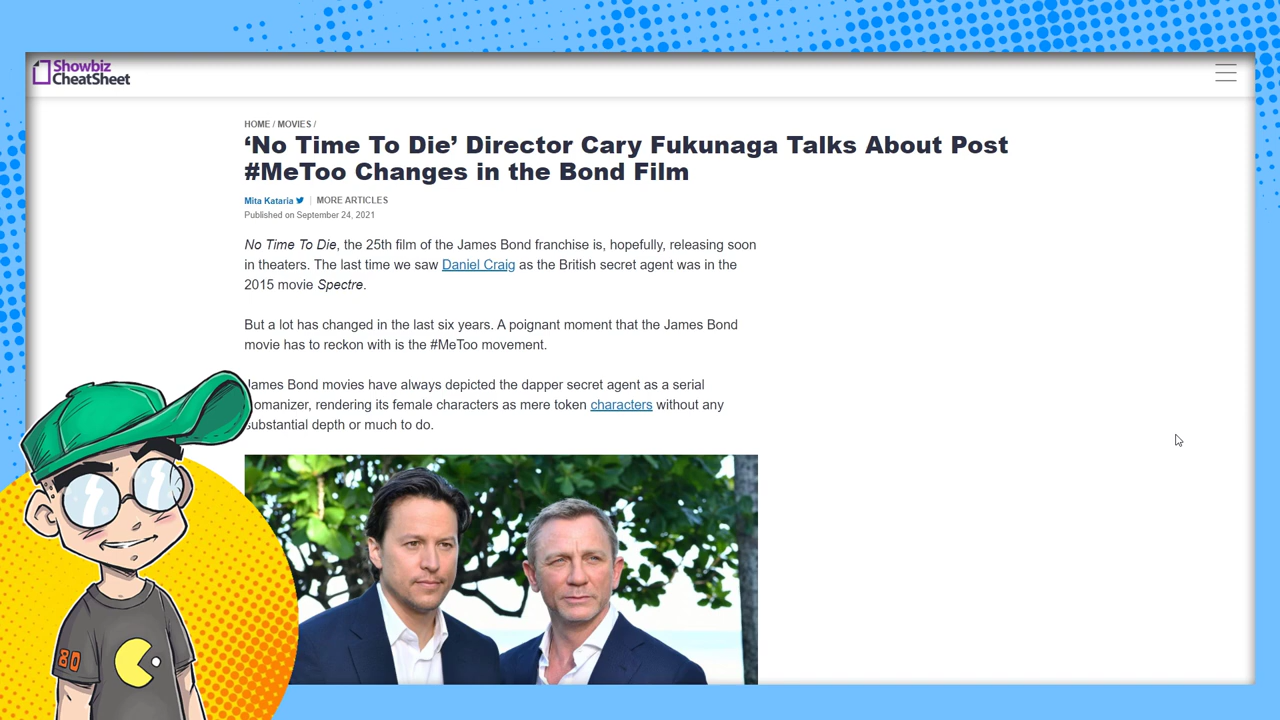 Showbiz
CheatSheet
HOME / MOVIES /
‘No Time To Die’ Director Cary Fukunaga Talks About Post
#MeToo Changes in the Bond Film
Mita Kataria | MORE ARTICLES
Published on September 24, 2021
No Time To Die, the 25th film of the James Bond franchise is, hopefully, releasing soon
in theaters. The last time we saw Daniel Craig as the British secret agent was in the
2015 movie Spectre.
But a lot has changed in the last six years. A poignant moment that the James Bond
movie has to reckon with is the #MeToo movement.
James Bond movies have always depicted the dapper secret agent as a serial
womanizer, rendering its female characters as mere token characters without any
substantial depth or much to do.
80